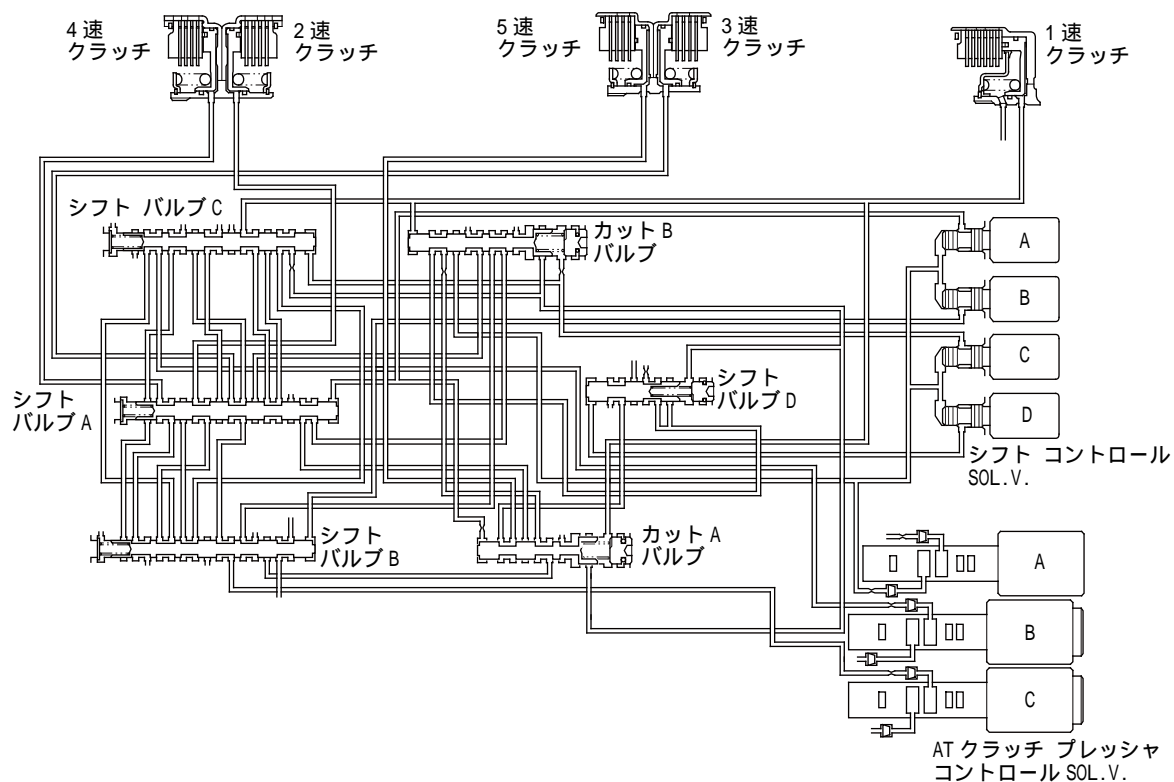 4速
クラッチ
2速
クラッチ
5速
クラッチ
3速
クラッチ
1速
クラッチ
シフト バルブC
カットB
バルブ
A
B
C
D
シフト コントロール
SOL.V.
シフト
バルブD
シフト
バルブA
シフト
バルブB
カットA
バルブ
A
B
C
ATクラッチ プレッシャ
コントロール SOL.V.